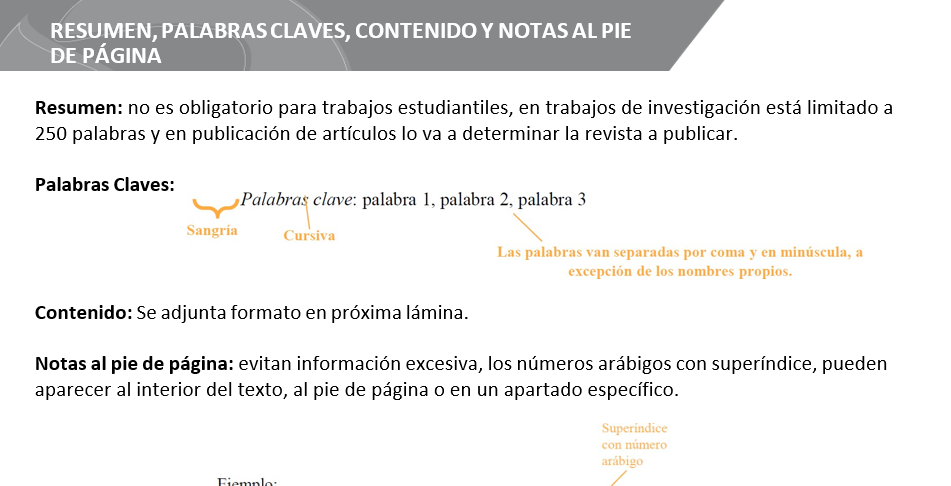 RESUMEN, PALABRAS CLAVES, CONTENIDO Y NOTAS AL PIE
DE PÁGINA
Resumen: no es obligatorio para trabajos estudiantiles, en trabajos de investigación está limitado a
250 palabras y en publicación de artículos lo va a determinar la revista a publicar.
Palabras Claves:
Palabras clave: palabra 1, palabra 2, palabra 3
Sangría
Cursiva
Las palabras van separadas por coma y en minúscula, a
excepción de los nombres propios.
Contenido: Se adjunta formato en próxima lámina.
Notas al pie de página: evitan información excesiva, los números arábigos con superíndice, pueden
aparecer al interior del texto, al pie de página o en un apartado específico.
Superíndice
con número
arábigo
Ejemplo: